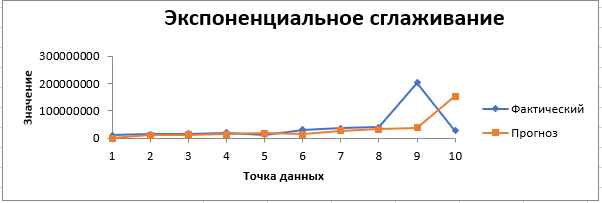 Экспоненциальное сглаживание
300000000
200000000
100000000
0
Значение
1 2 3 4 5 6 7 8 9 10
Точка данных
Фактический
Прогноз